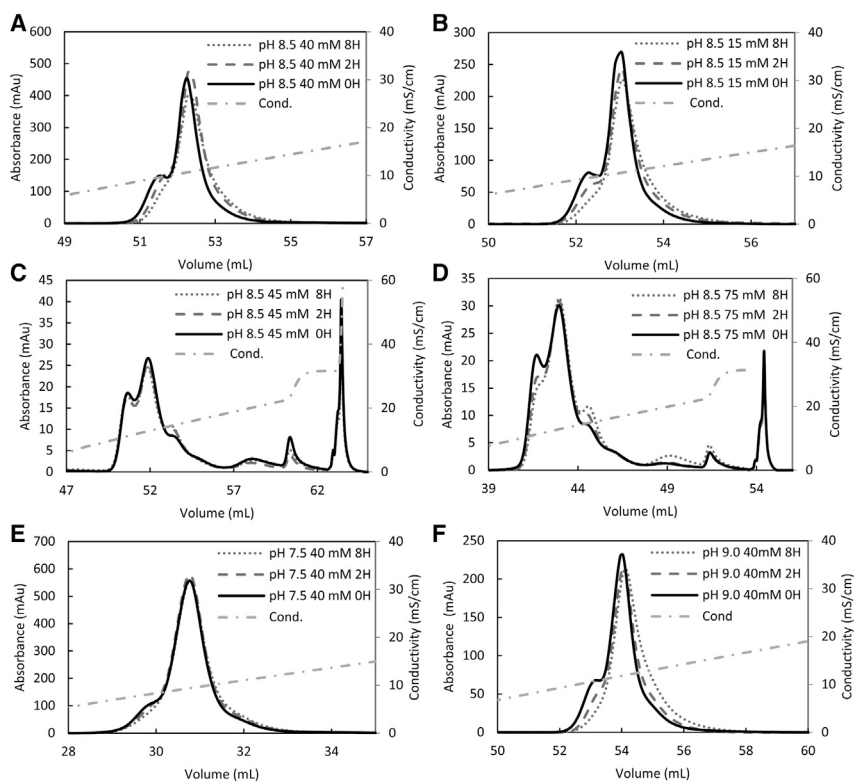 A
600
500
400
300
200
100
0
Absorbance (mAu)
pH 8.5 40 mM 8H
pH 8.5 40 mM 2H
pH 8.5 40 mM 0H
Cond.
40
30
20
10
0
Conductivity (mS/cm)
49 51 53 55 57
Volume (mL)
B
300
250
200
150
100
50
0
Absorbance (mAu)
pH 8.5 15 mM 8H
pH 8.5 15 mM 2H
pH 8.5 15 mM 0H
Cond.
40
30
20
10
0
Conductivity (mS/cm)
50 52 54 56
Volume (mL)
C
45
40
35
30
25
20
15
10
5
0
Absorbance (mAu)
pH 8.5 45 mM 8H
pH 8.5 45 mM 2H
pH 8.5 45 mM 0H
Cond.
60
40
20
0
Conductivity (mS/cm)
47 52 57 62
Volume (mL)
D
35
30
25
20
15
10
5
0
Absorbance (mAu)
pH 8.5 75 mM 8H
pH 8.5 75 mM 2H
pH 8.5 75 mM 0H
Cond.
60
40
20
0
Conductivity (mS/cm)
39 44 49 54
Volume (mL)
E
700
600
500
400
300
200
100
0
Absorbance (mAu)
pH 7.5 40 mM 8H
pH 7.5 40 mM 2H
pH 7.5 40 mM 0H
Cond.
40
30
20
10
0
Conductivity (mS/cm)
28 30 32 34
Volume (mL)
F
250
200
150
100
50
0
Absorbance (mAu)
pH 9.0 40mM 8H
pH 9.0 40mM 2H
pH 9.0 40mM 0H
Cond
40
30
20
10
0
Conductivity (mS/cm)
50 52 54 56 58 60
Volume (mL)